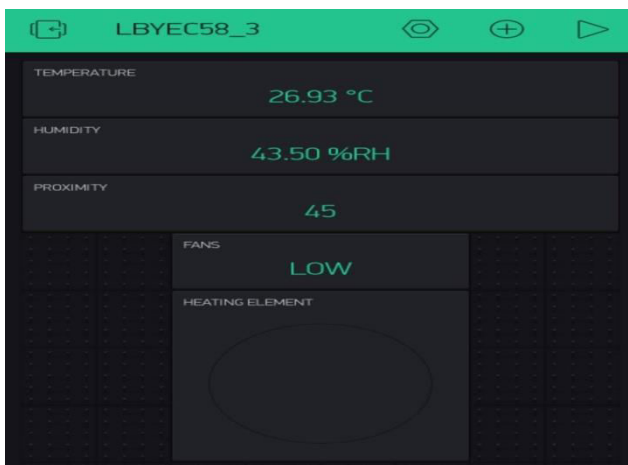 LBYEC58_3
TEMPERATURE
26.93 °C
HUMIDITY
43.50 %RH
PROXIMITY
45
FANS
LOW
HEATING ELEMENT